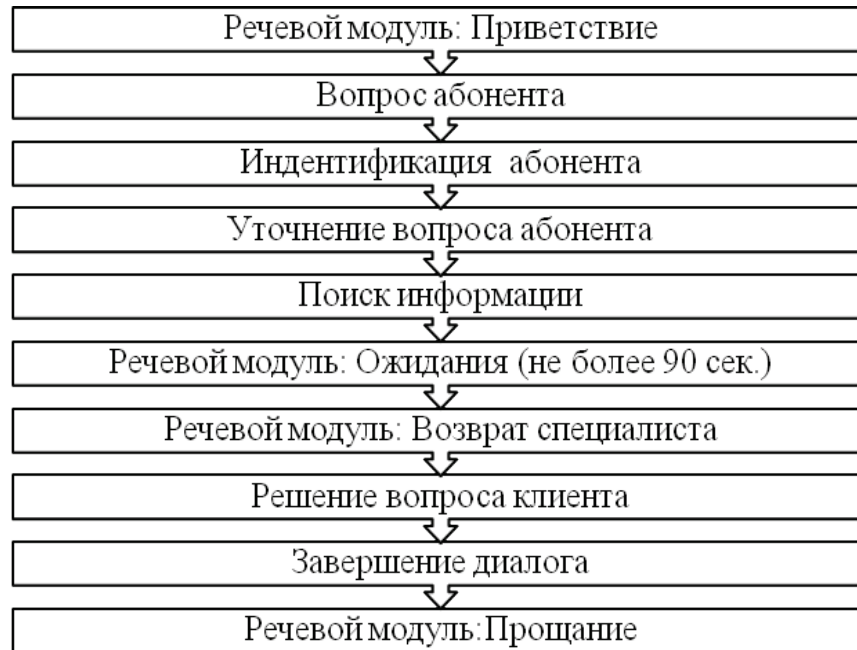 Речевой модуль: Приветствие
Вопрос абонента
Индентификация абонента
Уточнение вопроса абонента
Поиск информации
Речевой модуль: Ожидания (не более 90 сек.)
Речевой модуль: Возврат специалиста
Решение вопроса клиента
Завершение диалога
Речевой модуль:Прощание